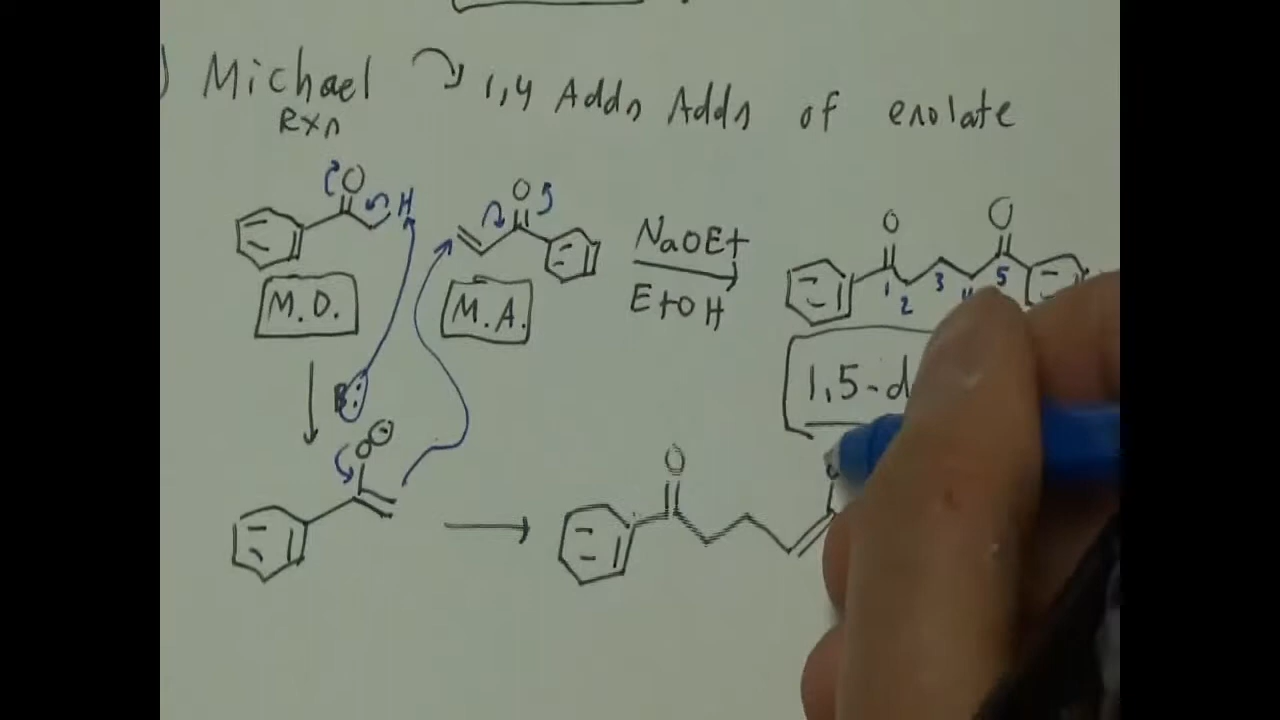 ) Michael 1,4 Addn Addn of enolate
Rxn
O H O NaOEt O O
EtOH 1 2 3 4 5
M.D. M.A.
1,5-d
B:
O
O